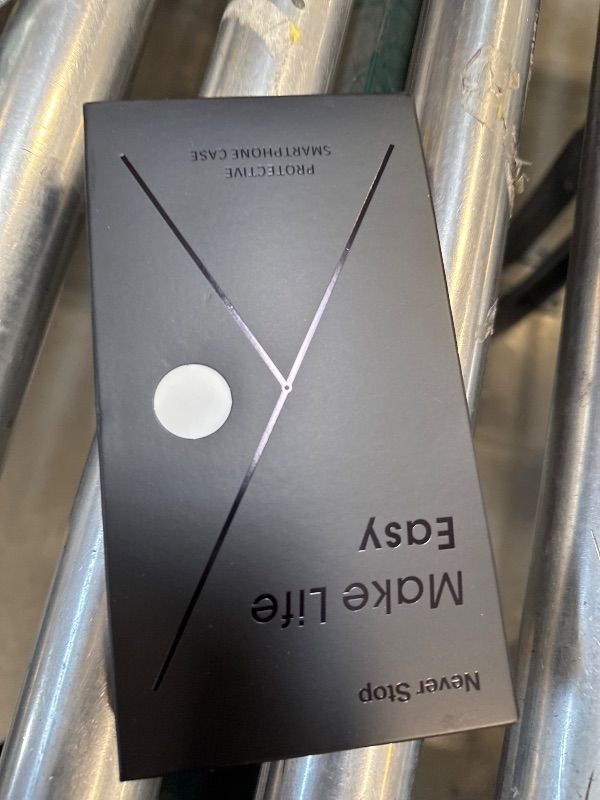 Never Stop
Make Life
Easy
PROTECTIVE
SMARTPHONE CASE